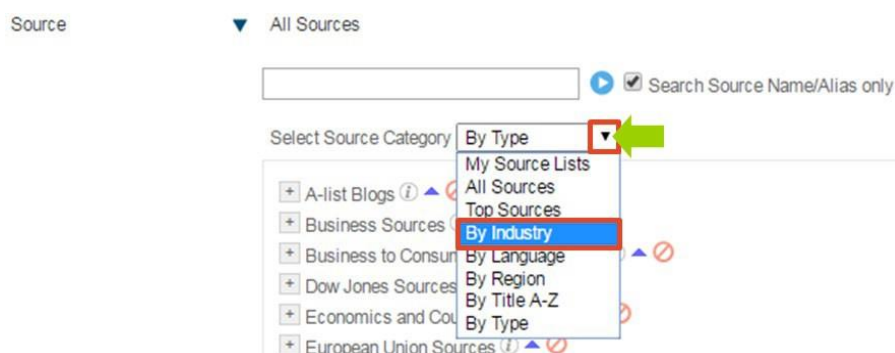 Source ▼ All Sources
Search Source Name/Alias only
Select Source Category By Type ▼
My Source Lists
All Sources
Top Sources
By Industry
By Language
By Region
By Title A-Z
By Type
+ A-list Blogs
+ Business Sources
+ Business to Consum
+ Dow Jones Sources
+ Economics and Cou
+ European Union Sources